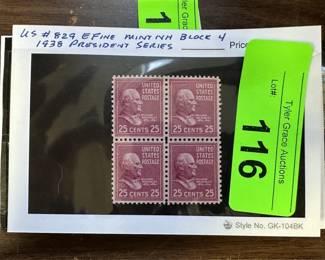 1
US #829 EFine MINT NH Block 4
1938 President Series
Price
UNITED STATES POSTAGE
25 CENTS 25
UNITED STATES POSTAGE
25 CENTS 25
UNITED STATES POSTAGE
25 CENTS 25
UNITED STATES POSTAGE
25 CENTS 25
Lot#
116
Tyler Grace Auctions
Style No. GK-104BK